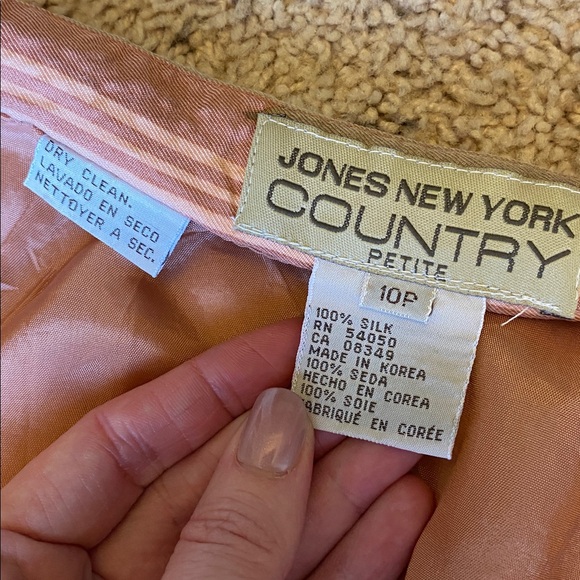 DRY CLEAN.
LAVADO EN SECO
NETTOYER A SEC.
JONES NEW YORK
COUNTRY
PETITE
10P
100% SILK
RN 54050
CA 08349
MADE IN KOREA
100% SEDA
HECHO EN COREA
100% SOIE
FABRIQUÉ EN CORÉE